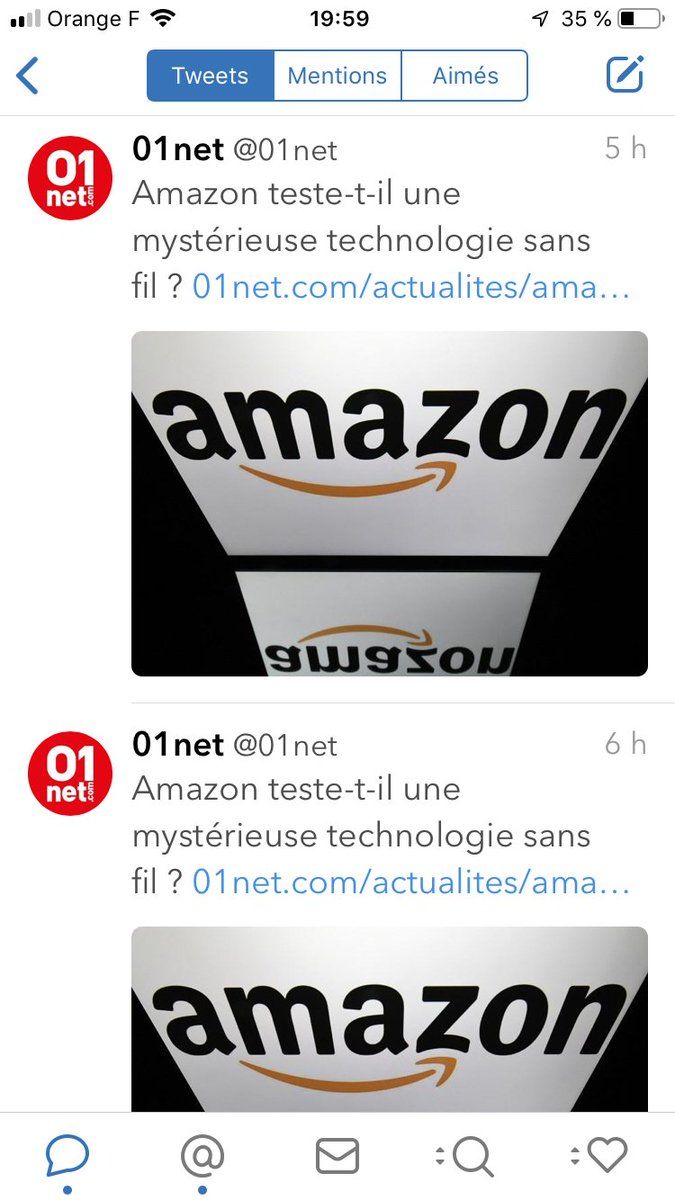 Orange F 19:59 35 %
Tweets Mentions Aimés
01net @01net 5 h
Amazon teste-t-il une
mystérieuse technologie sans
fil ? 01net.com/actualites/ama…
01
net.com
amazon
amazon
01net @01net 6 h
Amazon teste-t-il une
mystérieuse technologie sans
fil ? 01net.com/actualites/ama…
01
net.com
amazon
@